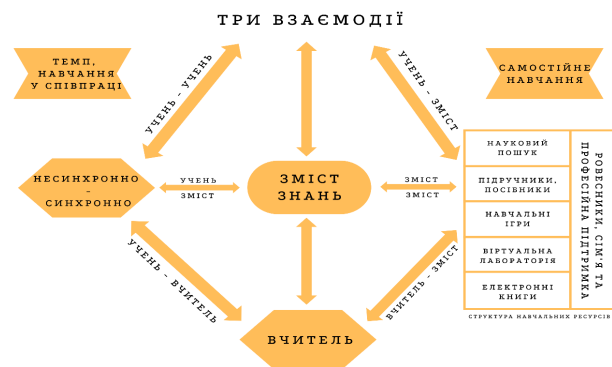 ТРИ ВЗАЄМОДІЇ
ТЕМП,
НАВЧАННЯ
У СПІВПРАЦІ
УЧЕНЬ – УЧЕНЬ
УЧЕНЬ – ЗМІСТ
САМОСТІЙНЕ
НАВЧАННЯ
НЕСИНХРОННО
–
СИНХРОННО
УЧЕНЬ
ЗМІСТ
ЗМІСТ
ЗНАНЬ
ЗМІСТ
ЗМІСТ
НАУКОВИЙ
ПОШУК
ПІДРУЧНИКИ,
ПОСІБНИКИ
НАВЧАЛЬНІ
ІГРИ
ВІРТУАЛЬНА
ЛАБОРАТОРІЯ
ЕЛЕКТРОННІ
КНИГИ
РОВЕСНИКИ, СІМ'Я ТА
ПРОФЕСІЙНА ПІДТРИМКА
СТРУКТУРА НАВЧАЛЬНИХ РЕСУРСІВ
УЧЕНЬ – ВЧИТЕЛЬ
ВЧИТЕЛЬ – ЗМІСТ
ВЧИТЕЛЬ